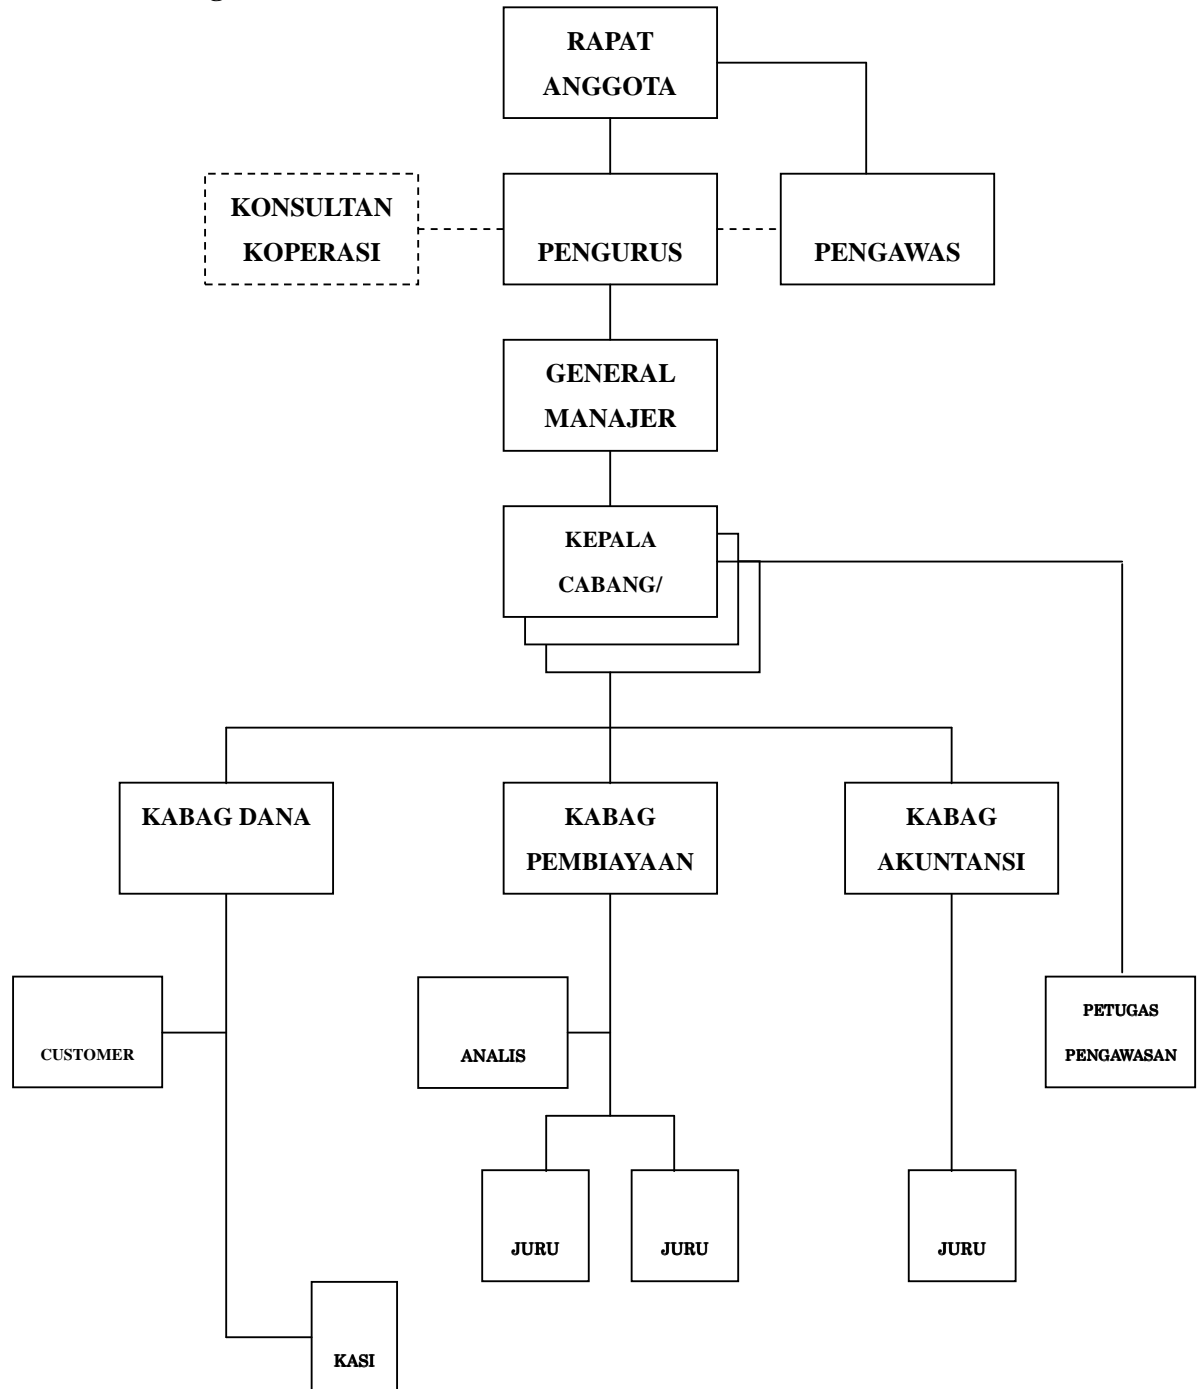 RAPAT
ANGGOTA
KONSULTAN
KOPERASI
PENGURUS
PENGAWAS
GENERAL
MANAJER
KEPALA
CABANG/
KABAG DANA
KABAG
PEMBIAYAAN
KABAG
AKUNTANSI
CUSTOMER
ANALIS
PETUGAS
PENGAWASAN
JURU
JURU
JURU
KASI